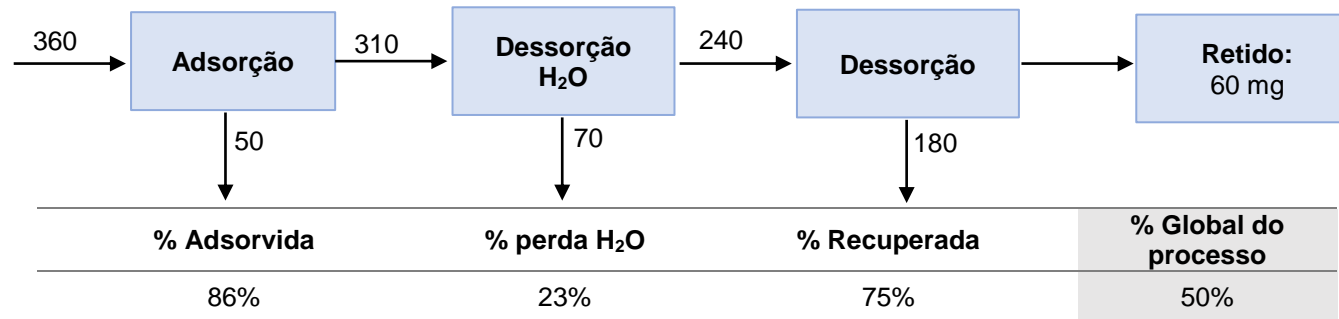 360
Adsorção
310
Dessorção
H₂O
240
Dessorção
Retido:
60 mg
50
70
180
% Adsorvida
% perda H₂O
% Recuperada
% Global do
processo
86%
23%
75%
50%